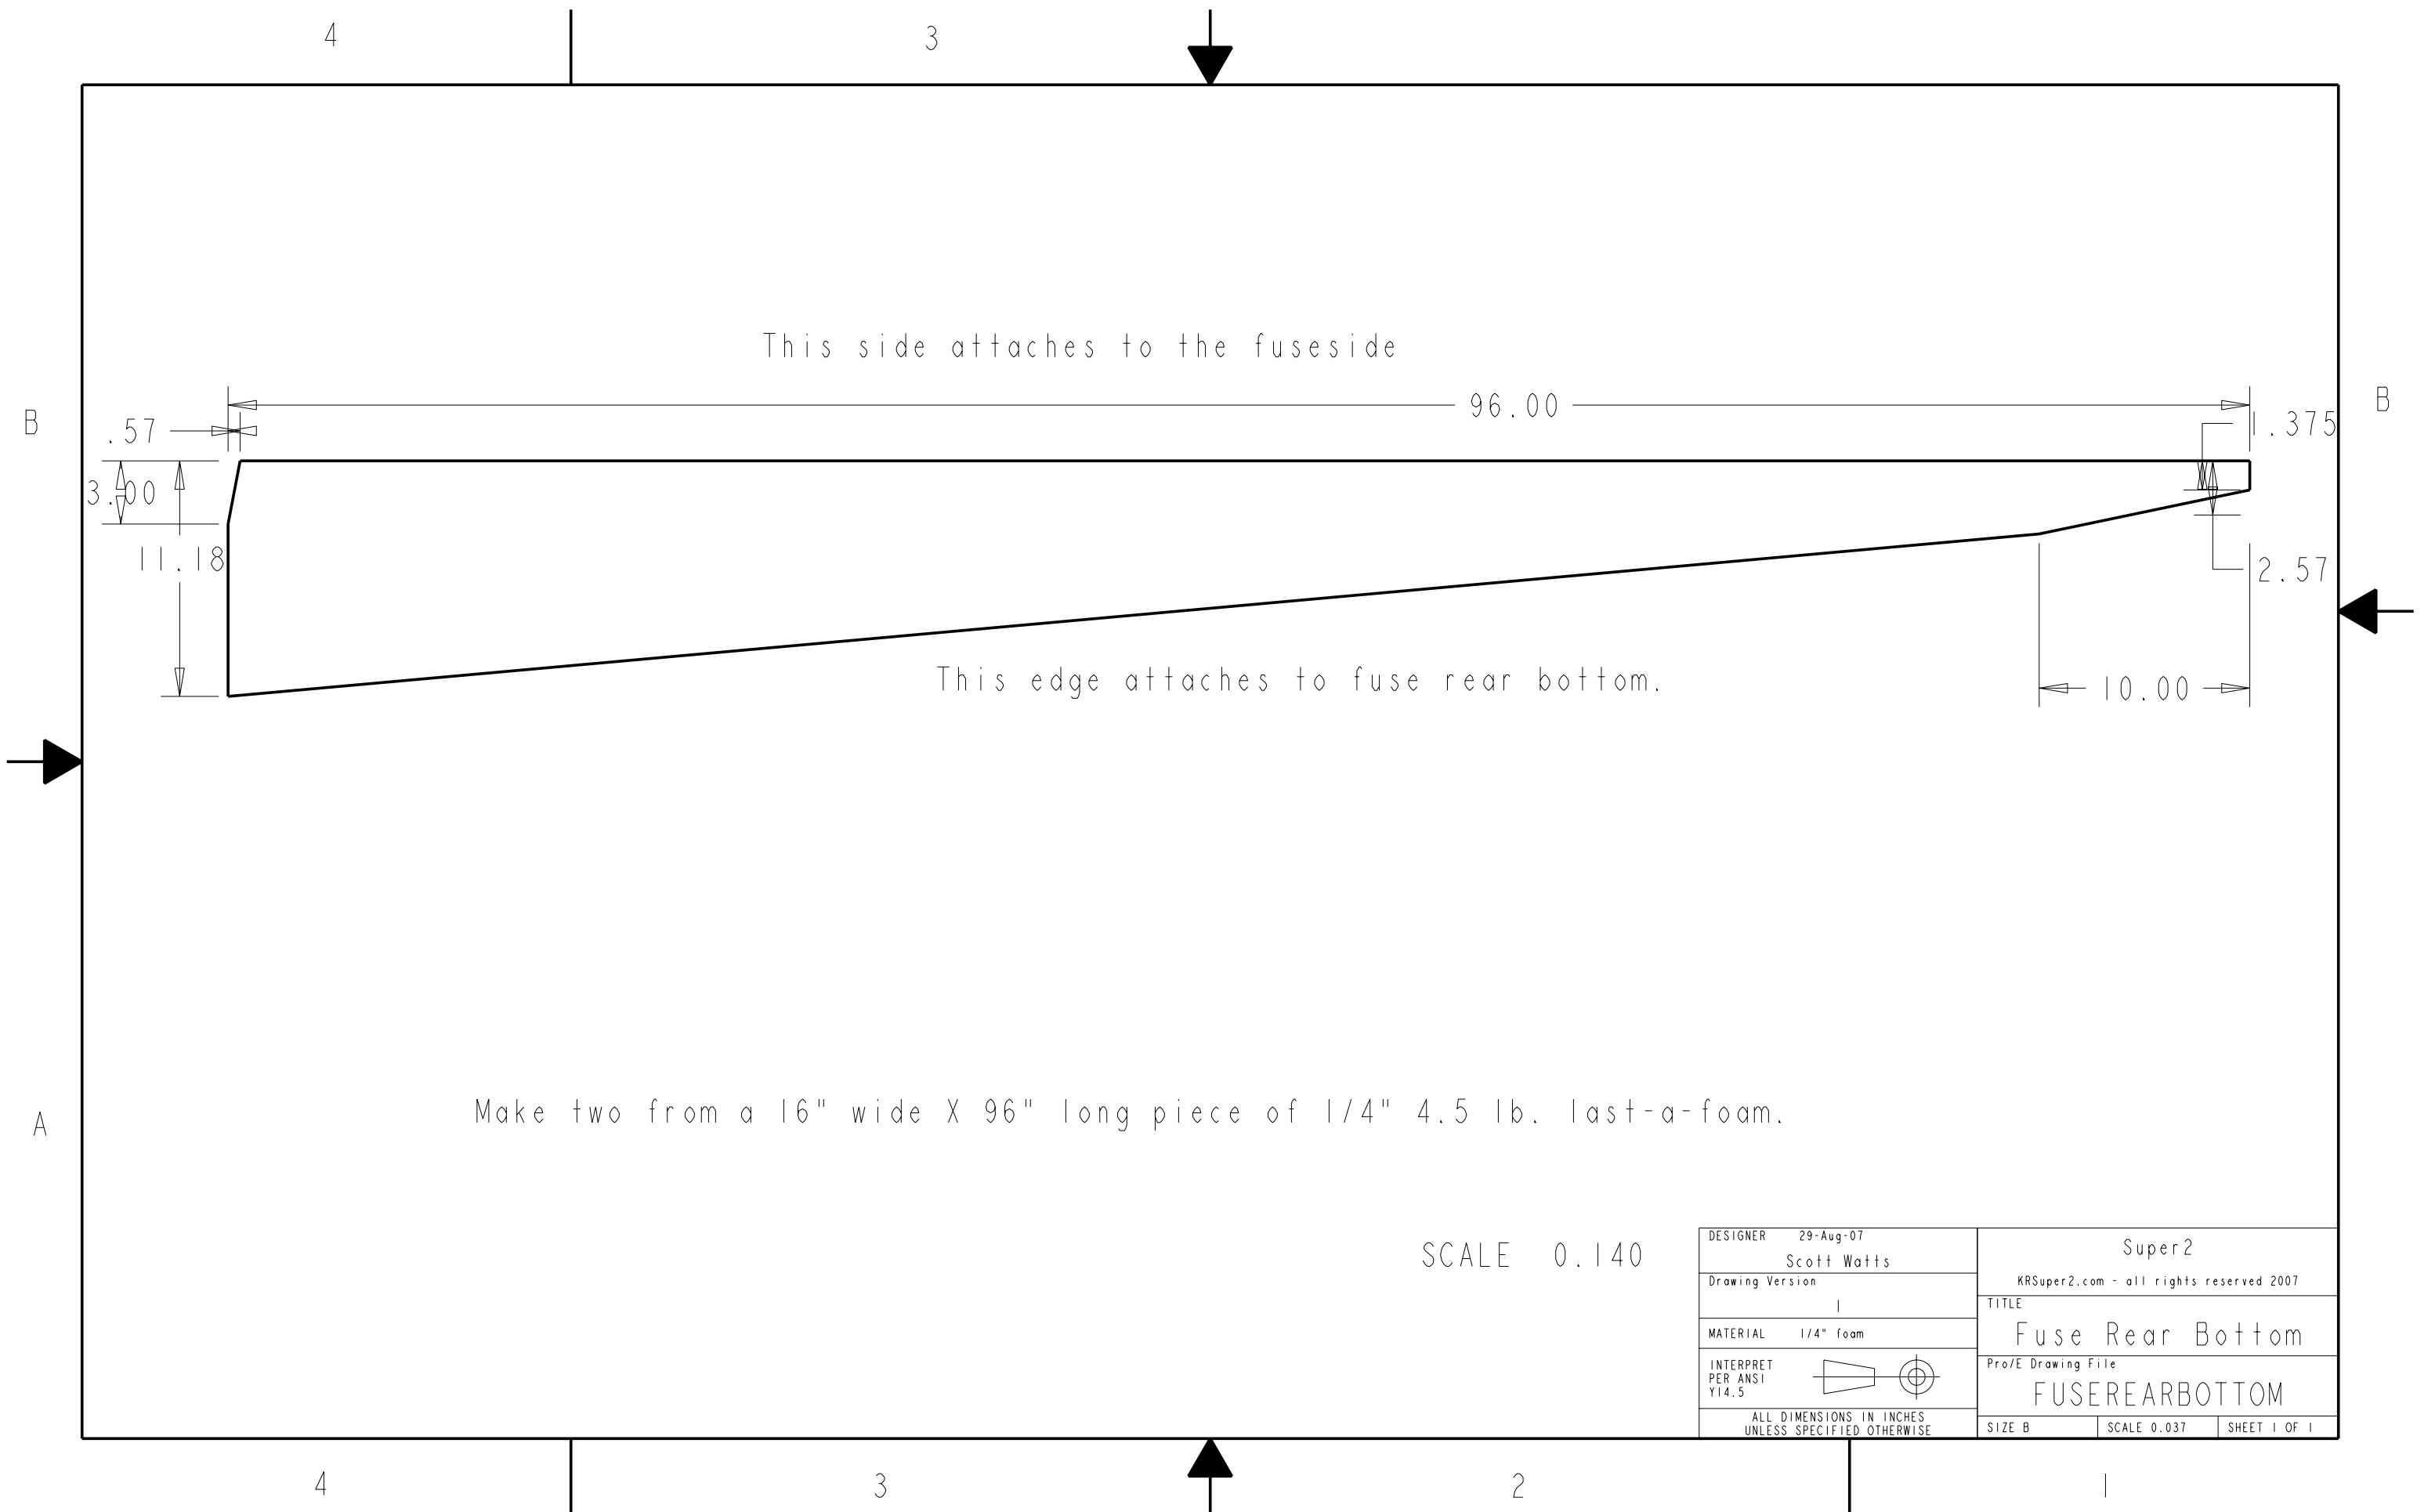 4 3
This side attaches to the fuseside
96.00
B B
.57 1.375
3.00
11.18 2.57
This edge attaches to fuse rear bottom.
10.00
Make two from a 16" wide X 96" long piece of 1/4" 4.5 lb. last-a-foam.
A
SCALE 0.140
DESIGNER 29-Aug-07
Scott Watts
Drawing Version
1
MATERIAL 1/4" foam
INTERPRET
PER ANSI
Y14.5
ALL DIMENSIONS IN INCHES
UNLESS SPECIFIED OTHERWISE
Super2
KRSuper2.com - all rights reserved 2007
TITLE
Fuse Rear Bottom
Pro/E Drawing File
FUSEREARBOTTOM
SIZE B SCALE 0.037 SHEET 1 OF 1
4 3 2 1